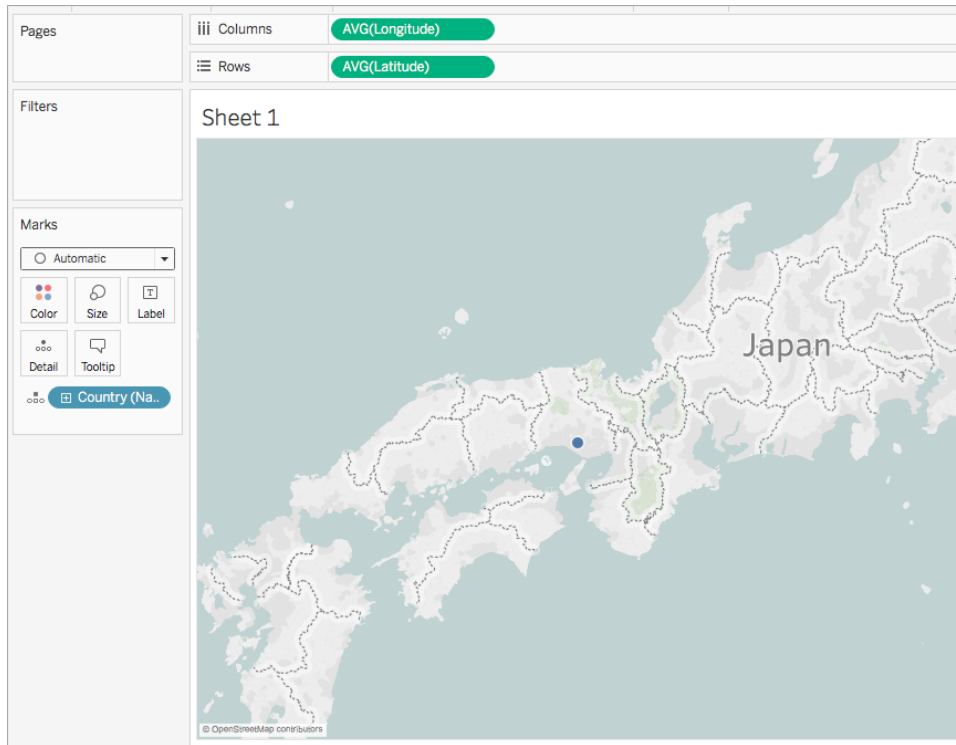 Pages
Columns
AVG(Longitude)
Rows
AVG(Latitude)
Filters
Sheet 1
Marks
Automatic
Color
Size
T
Label
Detail
Tooltip
Country (Na..
Japan
© OpenStreetMap contributors